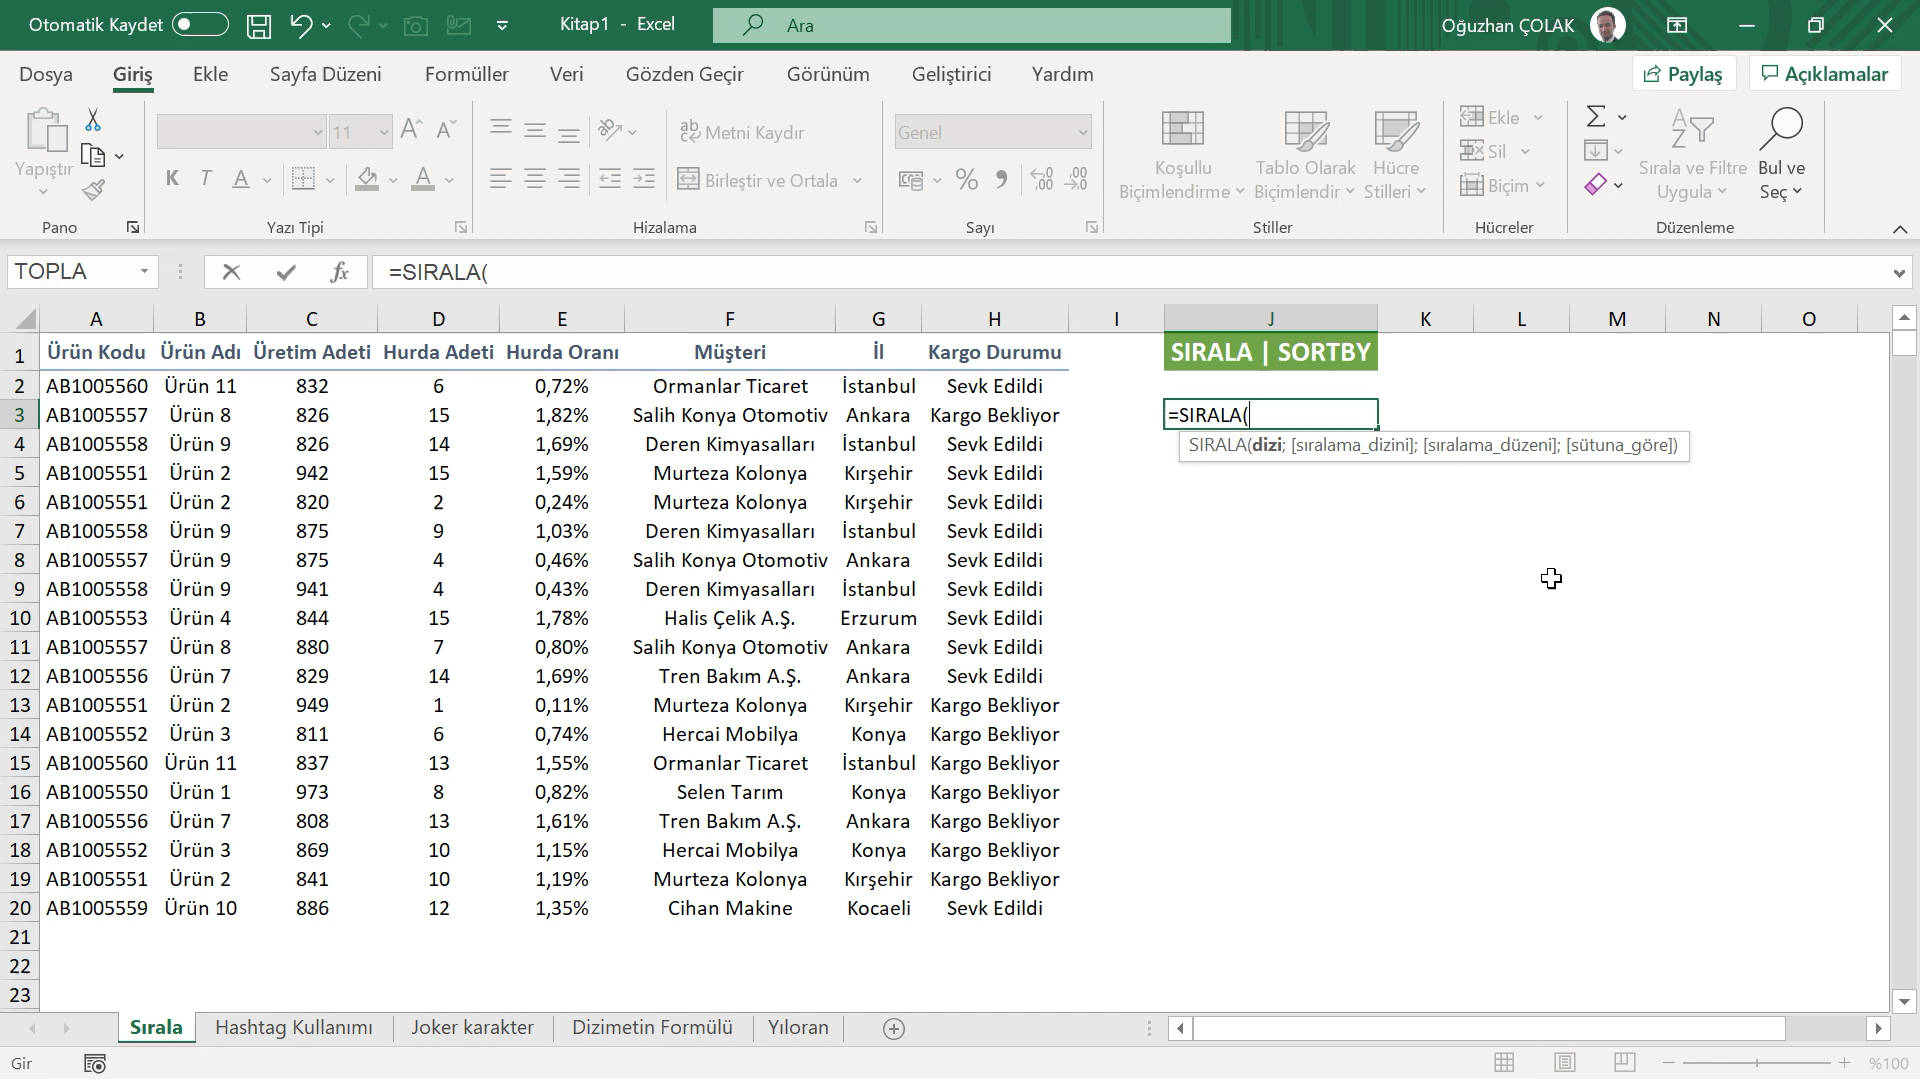 Otomatik Kaydet Kitap1 - Excel Ara Oğuzhan ÇOLAK
Dosya Giriş Ekle Sayfa Düzeni Formüller Veri Gözden Geçir Görünüm Geliştirici Yardım Paylaş Açıklamalar
11 Metni Kaydır Genel Ekle
Yapıştır K T A Birleştir ve Ortala % Koşullu Biçimlendirme Tablo Olarak Biçimlendir Hücre Stilleri Sil Biçim Sırala ve Filtre Uygula Bul ve Seç
Pano Yazı Tipi Hizalama Sayı Stiller Hücreler Düzenleme
TOPLA fx =SIRALA(
A B C D E F G H I J K L M N O
1 Ürün Kodu Ürün Adı Üretim Adeti Hurda Adeti Hurda Oranı Müşteri İl Kargo Durumu SIRALA | SORTBY
2 AB1005560 Ürün 11 832 6 0,72% Ormanlar Ticaret İstanbul Sevk Edildi
3 AB1005557 Ürün 8 826 15 1,82% Salih Konya Otomotiv Ankara Kargo Bekliyor =SIRALA(
4 AB1005558 Ürün 9 826 14 1,69% Deren Kimyasalları İstanbul Sevk Edildi SIRALA(dizi; [sıralama_dizini]; [sıralama_düzeni]; [sütuna_göre])
5 AB1005551 Ürün 2 942 15 1,59% Murteza Kolonya Kırşehir Sevk Edildi
6 AB1005551 Ürün 2 820 2 0,24% Murteza Kolonya Kırşehir Sevk Edildi
7 AB1005558 Ürün 9 875 9 1,03% Deren Kimyasalları İstanbul Sevk Edildi
8 AB1005557 Ürün 9 875 4 0,46% Salih Konya Otomotiv Ankara Sevk Edildi
9 AB1005558 Ürün 9 941 4 0,43% Deren Kimyasalları İstanbul Sevk Edildi
10 AB1005553 Ürün 4 844 15 1,78% Halis Çelik A.Ş. Erzurum Sevk Edildi
11 AB1005557 Ürün 8 880 7 0,80% Salih Konya Otomotiv Ankara Sevk Edildi
12 AB1005556 Ürün 7 829 14 1,69% Tren Bakım A.Ş. Ankara Sevk Edildi
13 AB1005551 Ürün 2 949 1 0,11% Murteza Kolonya Kırşehir Kargo Bekliyor
14 AB1005552 Ürün 3 811 6 0,74% Hercai Mobilya Konya Kargo Bekliyor
15 AB1005560 Ürün 11 837 13 1,55% Ormanlar Ticaret İstanbul Kargo Bekliyor
16 AB1005550 Ürün 1 973 8 0,82% Selen Tarım Konya Kargo Bekliyor
17 AB1005556 Ürün 7 808 13 1,61% Tren Bakım A.Ş. Ankara Kargo Bekliyor
18 AB1005552 Ürün 3 869 10 1,15% Hercai Mobilya Konya Kargo Bekliyor
19 AB1005551 Ürün 2 841 10 1,19% Murteza Kolonya Kırşehir Kargo Bekliyor
20 AB1005559 Ürün 10 886 12 1,35% Cihan Makine Kocaeli Sevk Edildi
21
22
23
Sırala Hashtag Kullanımı Joker karakter Dizimetin Formülü Yıloran
Gir %100